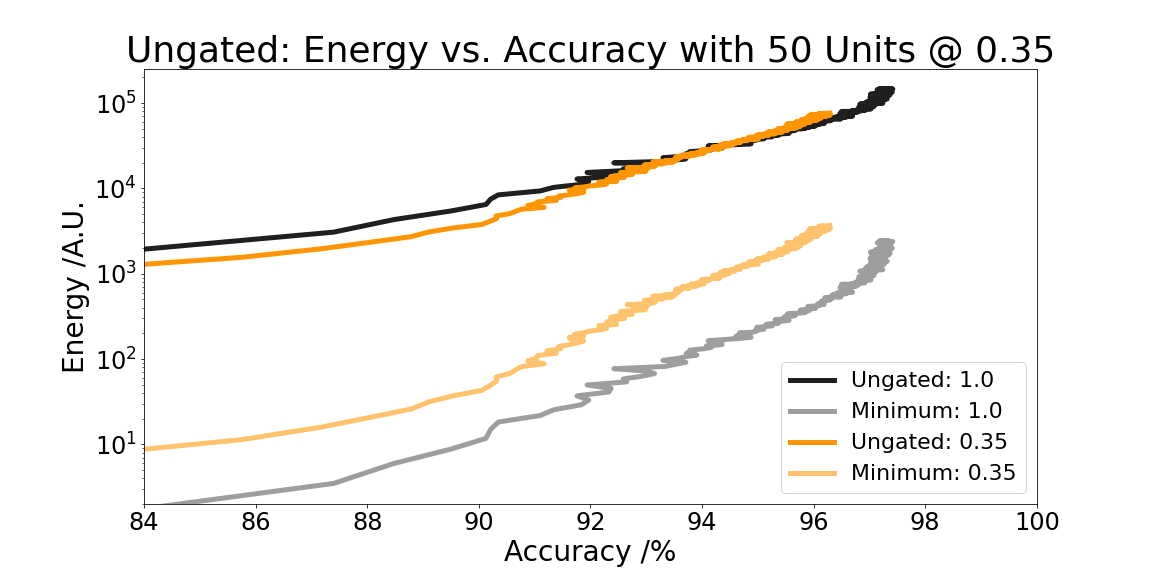 Ungated: Energy vs. Accuracy with 50 Units @ 0.35
10^5
10^4
10^3
10^2
10^1
Energy /A.U.
84 86 88 90 92 94 96 98 100
Accuracy /%
Ungated: 1.0
Minimum: 1.0
Ungated: 0.35
Minimum: 0.35